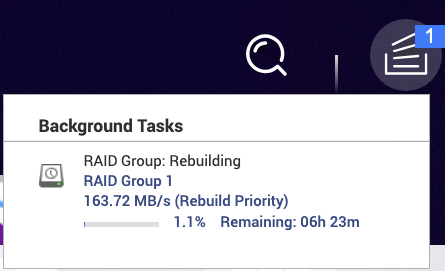 1
Background Tasks
RAID Group: Rebuilding
RAID Group 1
163.72 MB/s (Rebuild Priority)
1.1% Remaining: 06h 23m